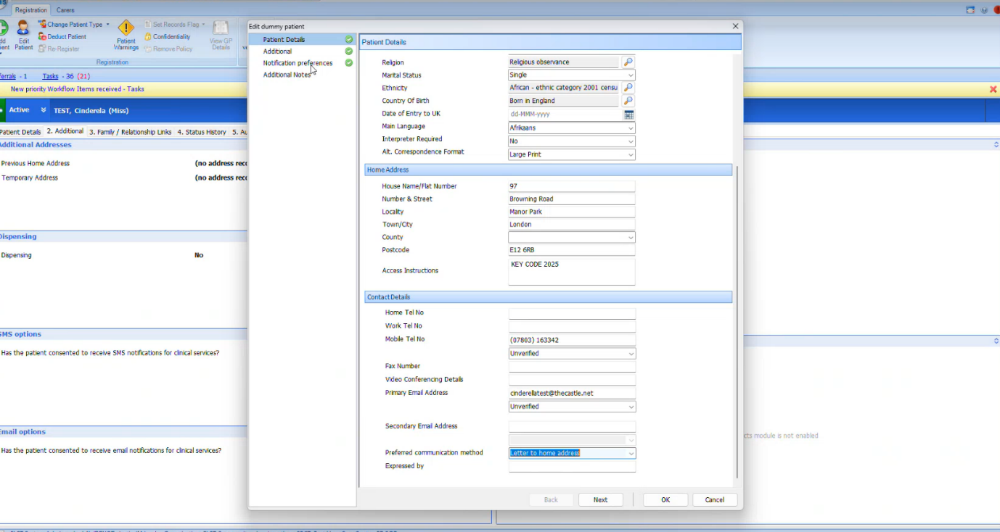 Registration Carers
Change Patient Type
Deduct Patient
Re-Register
Edit Patient
Patient Warnings
Set Records Flag
Confidentiality
Remove Policy
View GP Details
Registration
- 1 Tasks - 36 (21)
New priority Workflow Items received - Tasks
Active TEST, Cinderela (Miss)
Patient Details 2. Additional 3. Family / Relationship Links 4. Status History 5.
Additional Addresses
Previous Home Address (no address
Temporary Address (no address
Dispensing
Dispensing No
SMS options
Has the patient consented to receive SMS notifications for clinical services?
Email options
Has the patient consented to receive email notifications for clinical services?
Edit dummy patient
Patient Details
Additional
Notification preferences
Additional Notes
Patient Details
Religion Religious observance
Marital Status Single
Ethnicity African - ethnic category 2001 censu
Country Of Birth Born in England
Date of Entry to UK dd-MMM-yyyy
Main Language Afrikaans
Interpreter Required No
Alt. Correspondence Format Large Print
Home Address
House Name/Flat Number 97
Number & Street Browning Road
Locality Manor Park
Town/City London
County
Postcode E12 6RB
Access Instructions KEY CODE 2025
Contact Details
Home Tel No
Work Tel No
Mobile Tel No (07803) 163342
Unverified
Fax Number
Video Conferencing Details
Primary Email Address cinderellatest@thecastle.net
Unverified
Secondary Email Address
Preferred communication method Letter to home address
Expressed by
Back Next OK Cancel
module is not enabled